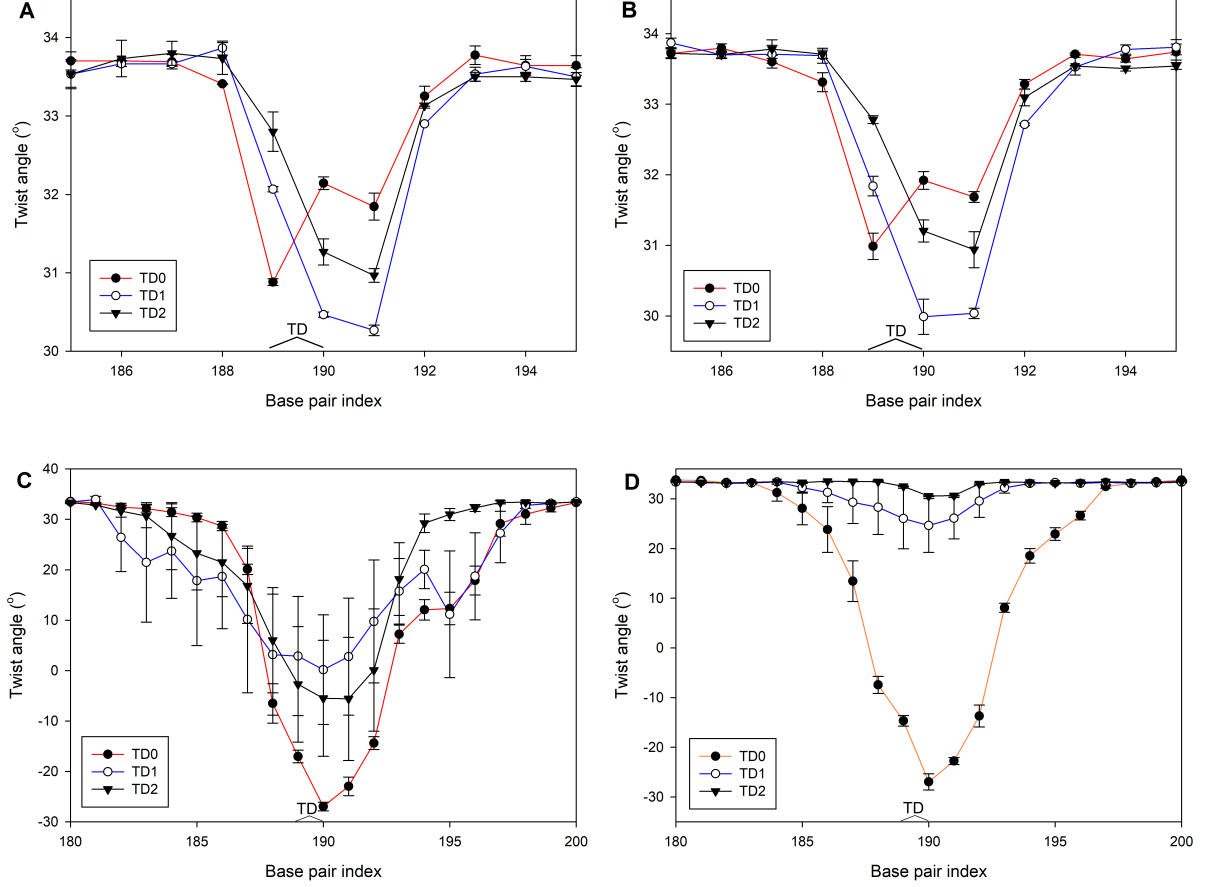 A
34
33
32
31
30
Twist angle (o)
TD0
TD1
TD2
TD
186
188
190
192
194
Base pair index
B
34
33
32
31
30
Twist angle (o)
TD0
TD1
TD2
TD
186
188
190
192
194
Base pair index
C
40
30
20
10
0
-10
-20
-30
Twist angle (o)
TD0
TD1
TD2
TD
180
185
190
195
200
Base pair index
D
30
20
10
0
-10
-20
-30
Twist angle (o)
TD0
TD1
TD2
TD
180
185
190
195
200
Base pair index